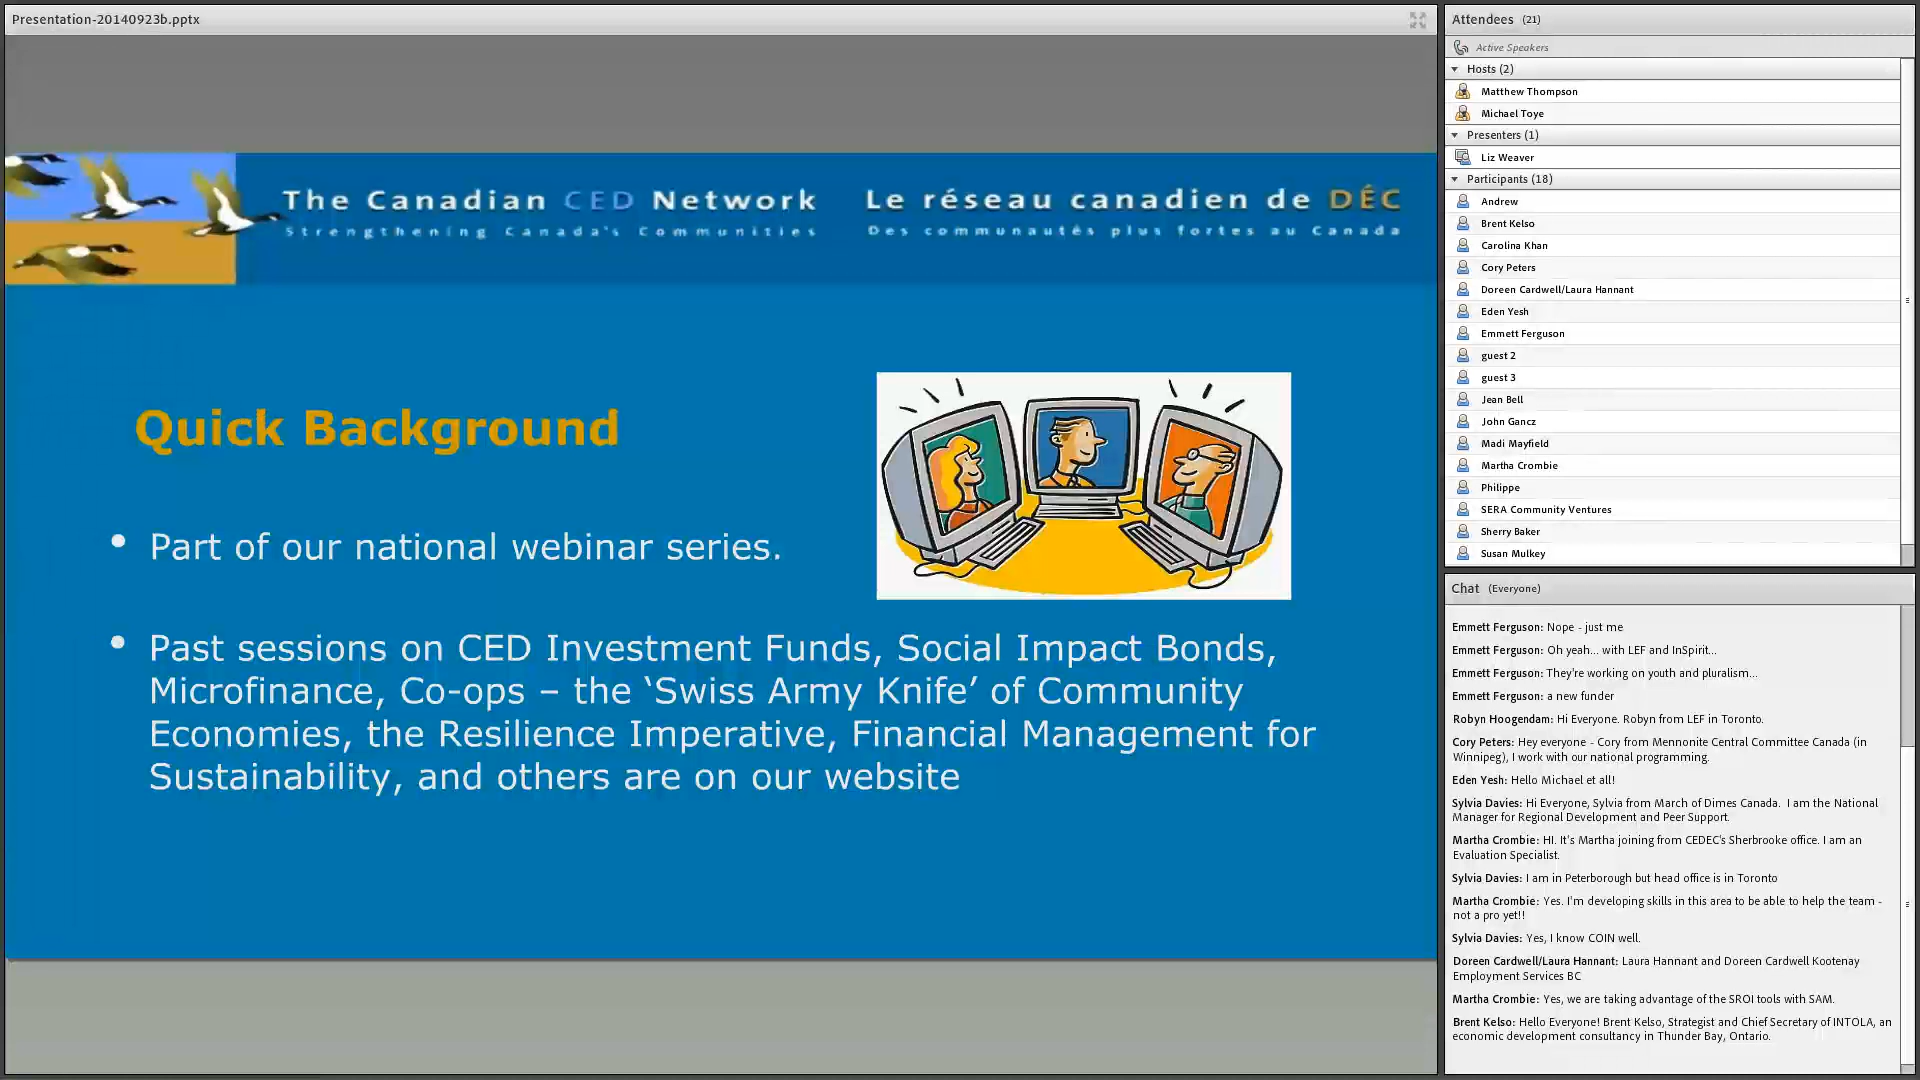 Presentation-20140923b.pptx
The Canadian CED Network
Strengthening Canada's Communities
Le réseau canadien de DÉC
Des communautés plus fortes au Canada
Quick Background
• Part of our national webinar series.
• Past sessions on CED Investment Funds, Social Impact Bonds,
Microfinance, Co-ops – the ‘Swiss Army Knife’ of Community
Economies, the Resilience Imperative, Financial Management for
Sustainability, and others are on our website
Attendees (21)
Active Speakers
Hosts (2)
Matthew Thompson
Michael Toye
Presenters (1)
Liz Weaver
Participants (18)
Andrew
Brent Kelso
Carolina Khan
Cory Peters
Doreen Cardwell/Laura Hannant
Eden Yesh
Emmett Ferguson
guest 2
guest 3
Jean Bell
John Gancz
Madi Mayfield
Martha Crombie
Philippe
SERA Community Ventures
Sherry Baker
Susan Mulkey
Chat (Everyone)
Emmett Ferguson: Nope - just me
Emmett Ferguson: Oh yeah... with LEF and InSpirit...
Emmett Ferguson: They're working on youth and pluralism...
Emmett Ferguson: a new funder
Robyn Hoogendam: Hi Everyone. Robyn from LEF in Toronto.
Cory Peters: Hey everyone - Cory from Mennonite Central Committee Canada (in
Winnipeg), I work with our national programming.
Eden Yesh: Hello Michael et all!
Sylvia Davies: Hi Everyone, Sylvia from March of Dimes Canada. I am the National
Manager for Regional Development and Peer Support.
Martha Crombie: HI. It's Martha joining from CEDEC's Sherbrooke office. I am an
Evaluation Specialist.
Sylvia Davies: I am in Peterborough but head office is in Toronto
Martha Crombie: Yes. I'm developing skills in this area to be able to help the team -
not a pro yet!!
Sylvia Davies: Yes, I know COIN well.
Doreen Cardwell/Laura Hannant: Laura Hannant and Doreen Cardwell Kootenay
Employment Services BC
Martha Crombie: Yes, we are taking advantage of the SROI tools with SAM.
Brent Kelso: Hello Everyone! Brent Kelso, Strategist and Chief Secretary of INTOLA, an
economic development consultancy in Thunder Bay, Ontario.